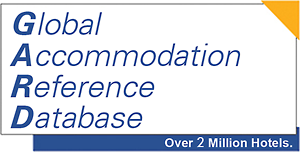 Global
Accommodation
Reference
Database
Over 2 Million Hotels.